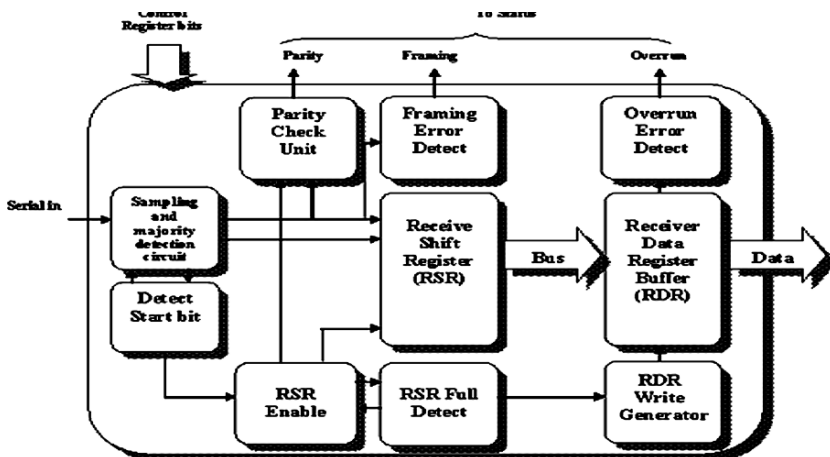 Control
Register bits
To Status
Parity
Framing
Overrun
Parity
Check
Unit
Framing
Error
Detect
Overrun
Error
Detect
Serial in
Sampling
and
majority
detection
circuit
Receive
Shift
Register
(RSR)
Bus
Receiver
Data
Register
Buffer
(RDR)
Data
Detect
Start bit
RSR
Enable
RSR Full
Detect
RDR
Write
Generator